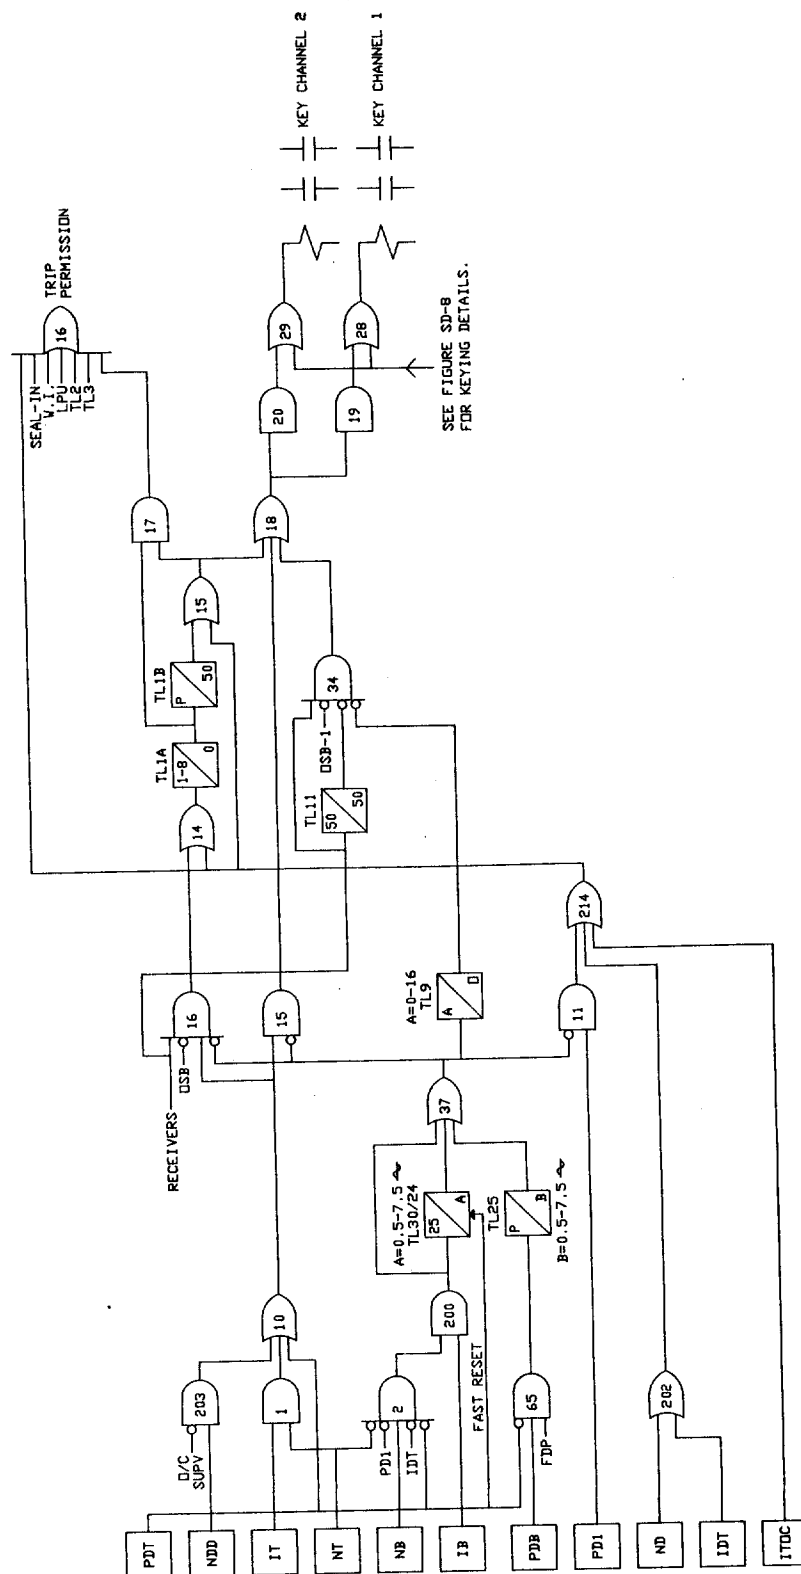 KEY CHANNEL 2
KEY CHANNEL 1
TRIP
PERMISSION
16
SEAL-IN
W.I.
LPU
TL2
TL3
29
28
20
19
SEE FIGURE SD-8
FOR KEYING DETAILS.
17
18
15
TL1B
P
50
TL1A
1-8
0
14
34
OSB-1
TL11
50
50
214
RECEIVERS
OSB
16
15
A=0-16
TL9
A
0
11
37
A=0.5-7.5
TL30/24
25
A
TL25
P
B
B=0.5-7.5
10
200
FAST RESET
O/C
SUPV
203
1
2
PD1
IDT
65
FDP
202
PDT
NDD
IT
NT
NB
IB
PDB
PD1
ND
IDT
ITOC